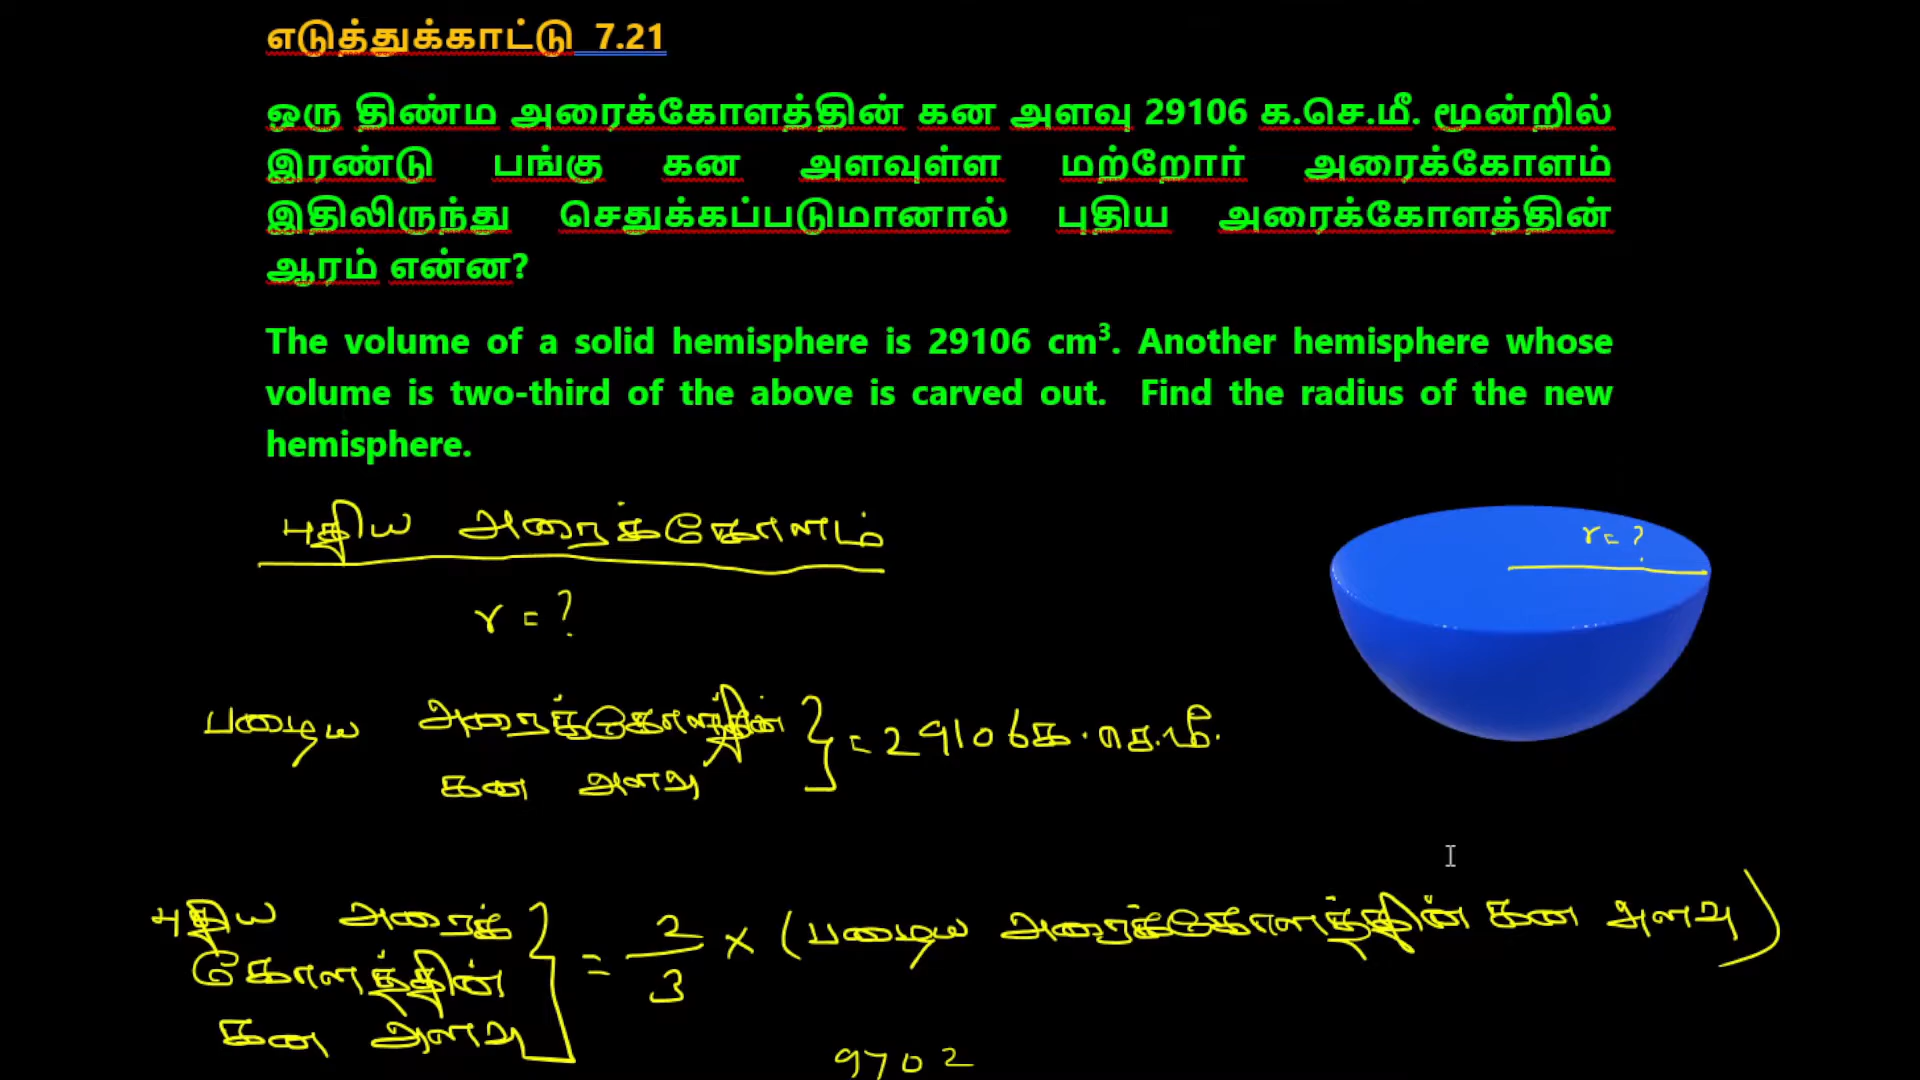 எடுத்துக்காட்டு 7.21
ஒரு திண்ம அரைக்கோளத்தின் கன அளவு 29106 க.செ.மீ. மூன்றில்
இரண்டு பங்கு கன அளவுள்ள மற்றோர் அரைக்கோளம்
இதிலிருந்து செதுக்கப்படுமானால் புதிய அரைக்கோளத்தின்
ஆரம் என்ன?
The volume of a solid hemisphere is 29106 cm³. Another hemisphere whose
volume is two-third of the above is carved out. Find the radius of the new
hemisphere.
புதிய அரைக்கோளம்
r = ?
r = ?
பழைய அரைக்கோளத்தின்
கன அளவு } = 29106 க.செ.மீ.
புதிய அரைக்
கோளத்தின்
கன அளவு } = 2/3 × (பழைய அரைக்கோளத்தின் கன அளவு)
9702